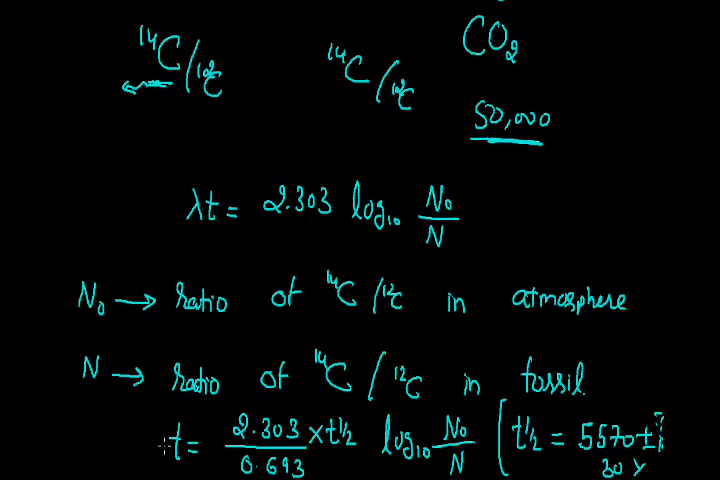 CO₂
¹⁴C/¹²C ¹⁴C/¹²C
50,000
λt = 2.303 log₁₀ N₀/N
N₀ → ratio of ¹⁴C/¹²C in atmosphere
N → ratio of ¹⁴C/¹²C in fossil
t = 2.303/0.693 × t½ log₁₀ N₀/N [t½ = 5570 ±
30 y